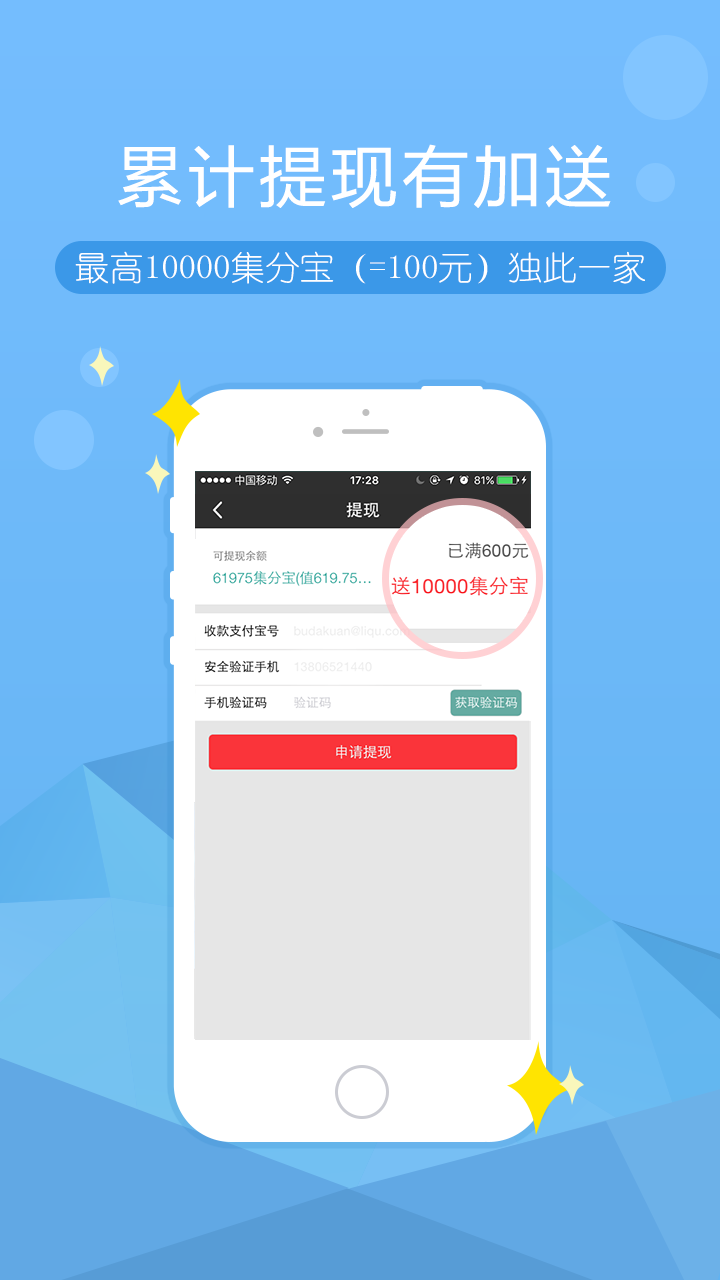 累计提现有加送
最高10000集分宝（=100元）独此一家
中国移动 17:28 81%
提现
可提现余额
已满600元
61975集分宝(值619.75...
送10000集分宝
收款支付宝号 budakuan@liqu.co
安全验证手机 13806521440
手机验证码 验证码 获取验证码
申请提现